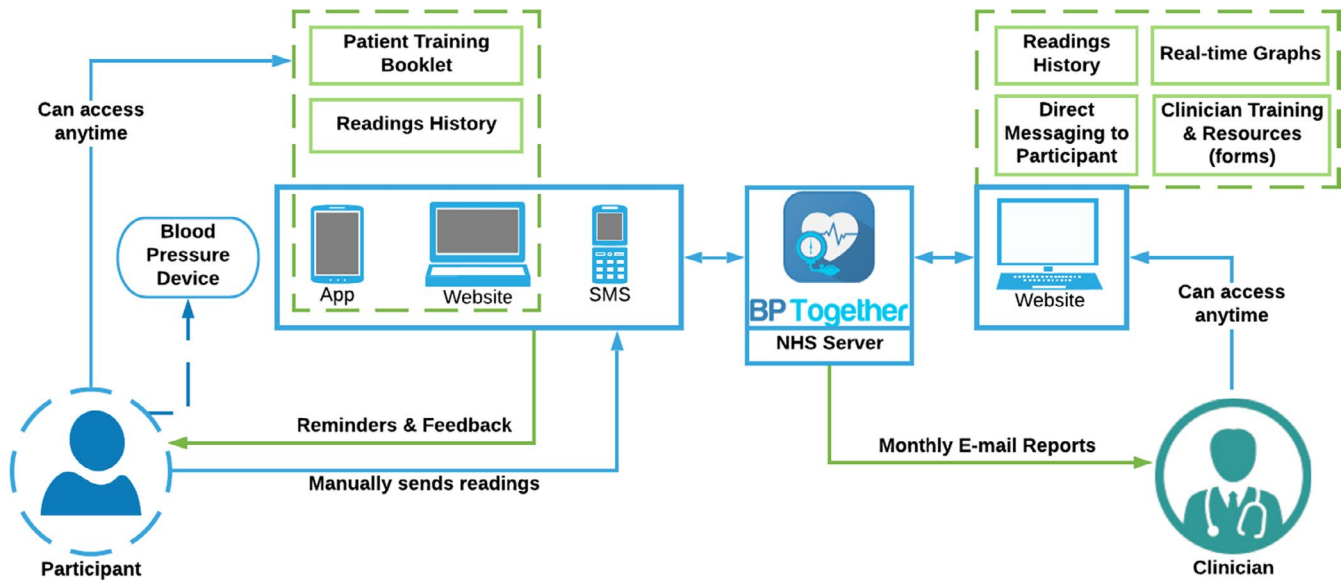 Patient Training
Booklet
Readings History
Can access
anytime
Blood
Pressure
Device
App
Website
SMS
BP Together
NHS Server
Readings
History
Real-time Graphs
Direct
Messaging to
Participant
Clinician Training
& Resources
(forms)
Website
Can access
anytime
Reminders & Feedback
Manually sends readings
Monthly E-mail Reports
Participant
Clinician